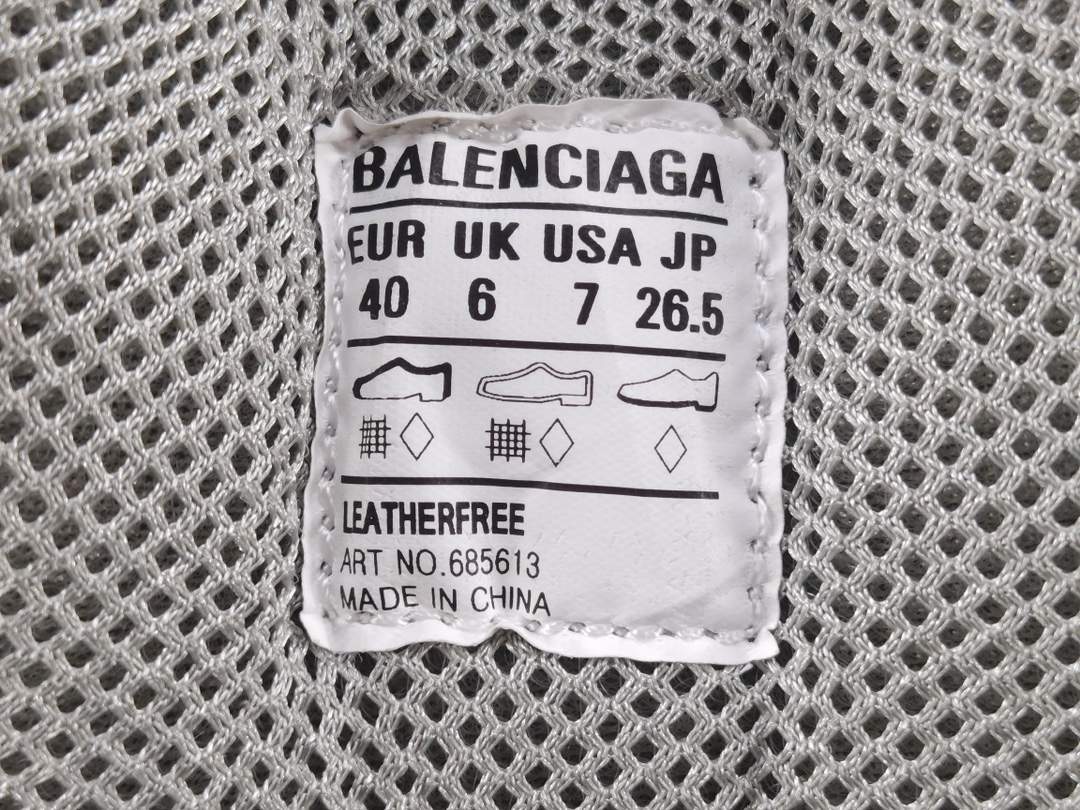 BALENCIAGA
EUR UK USA JP
40 6 7 26.5
LEATHERFREE
ART NO.685613
MADE IN CHINA